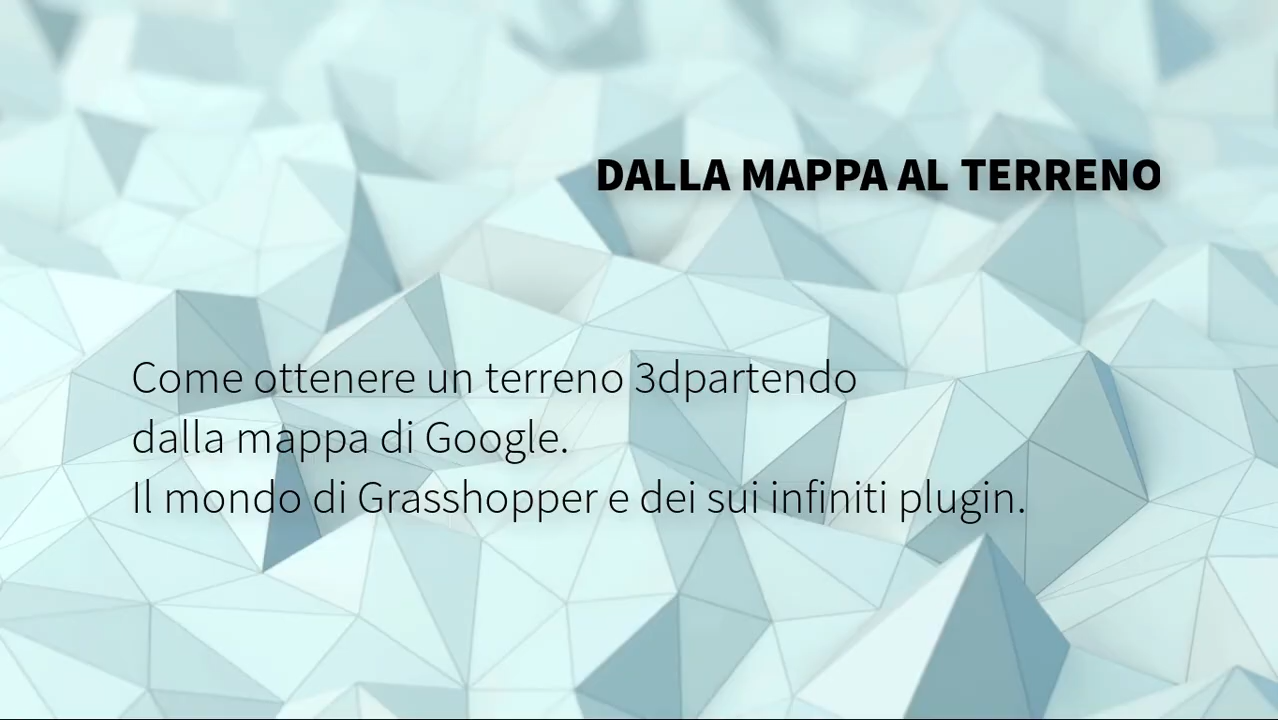 DALLA MAPPA AL TERRENO
Come ottenere un terreno 3dpartendo
dalla mappa di Google.
Il mondo di Grasshopper e dei sui infiniti plugin.